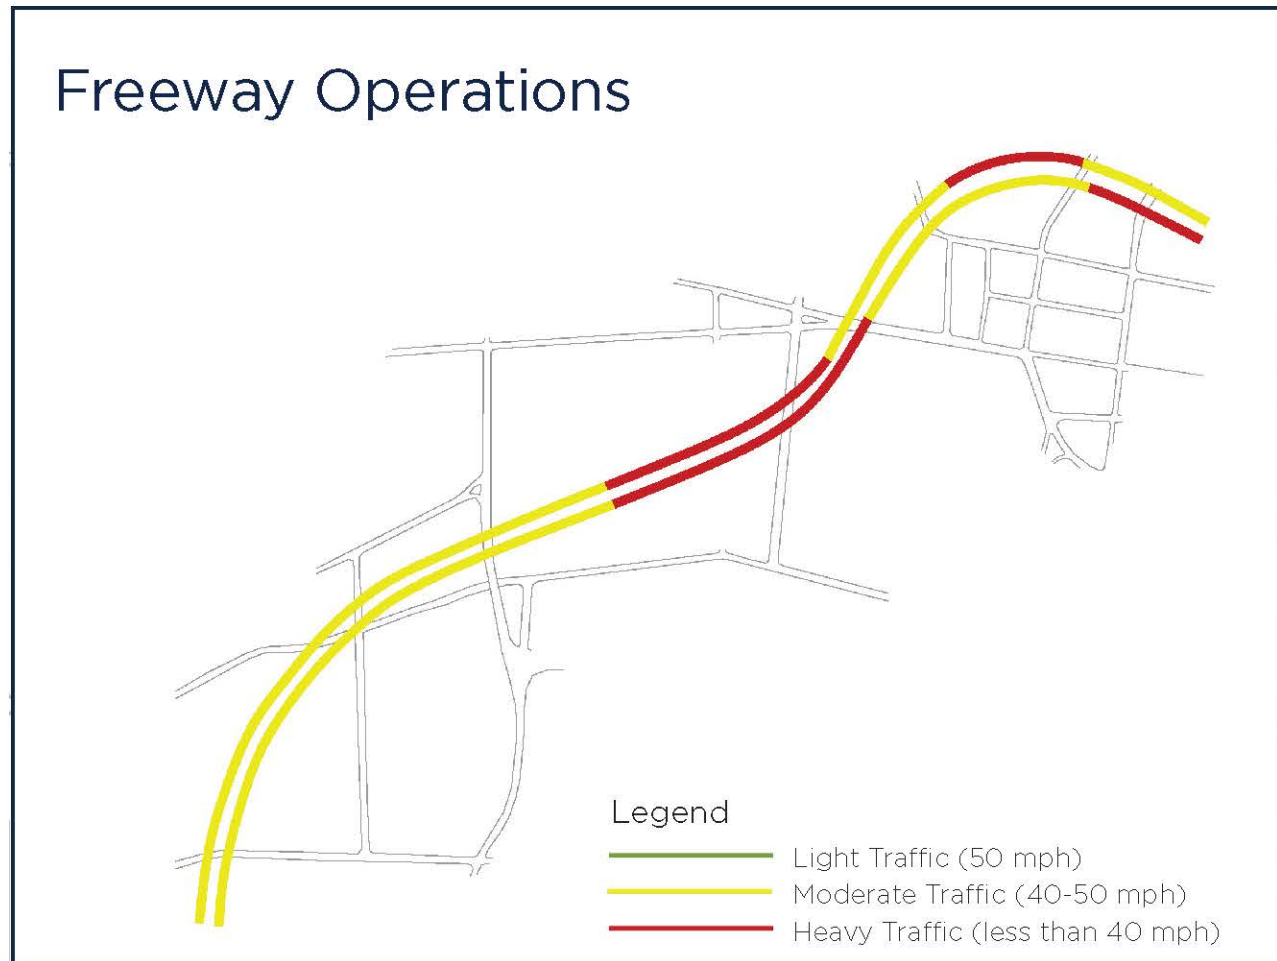 Freeway Operations
Legend
Light Traffic (50 mph)
Moderate Traffic (40-50 mph)
Heavy Traffic (less than 40 mph)